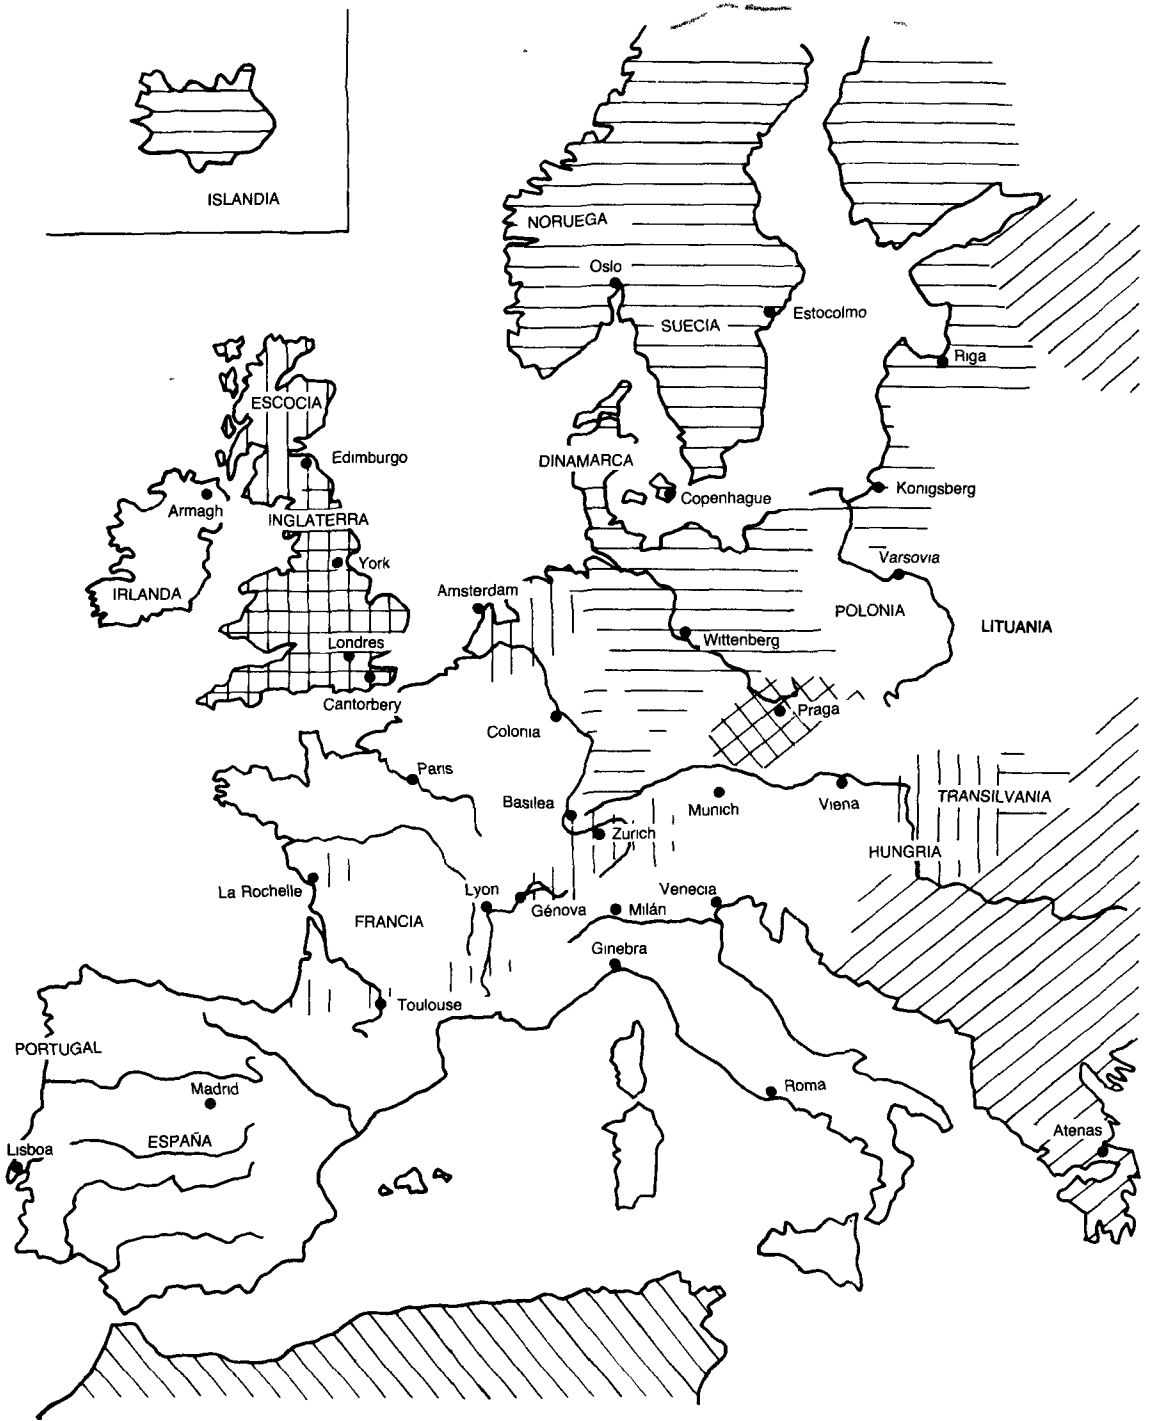 ISLANDIA
NORUEGA
Oslo
SUECIA
Estocolmo
Riga
ESCOCIA
Edimburgo
DINAMARCA
Copenhague
Konigsberg
Armagh
INGLATERRA
York
Varsovia
IRLANDA
Amsterdam
POLONIA
LITUANIA
Londres
Wittenberg
Cantorbery
Colonia
Praga
Paris
Basilea
Munich
Viena
TRANSILVANIA
Zurich
HUNGRIA
La Rochelle
Lyon
Génova
Venecia
Milán
FRANCIA
Ginebra
Toulouse
PORTUGAL
Madrid
Roma
ESPAÑA
Lisboa
Atenas